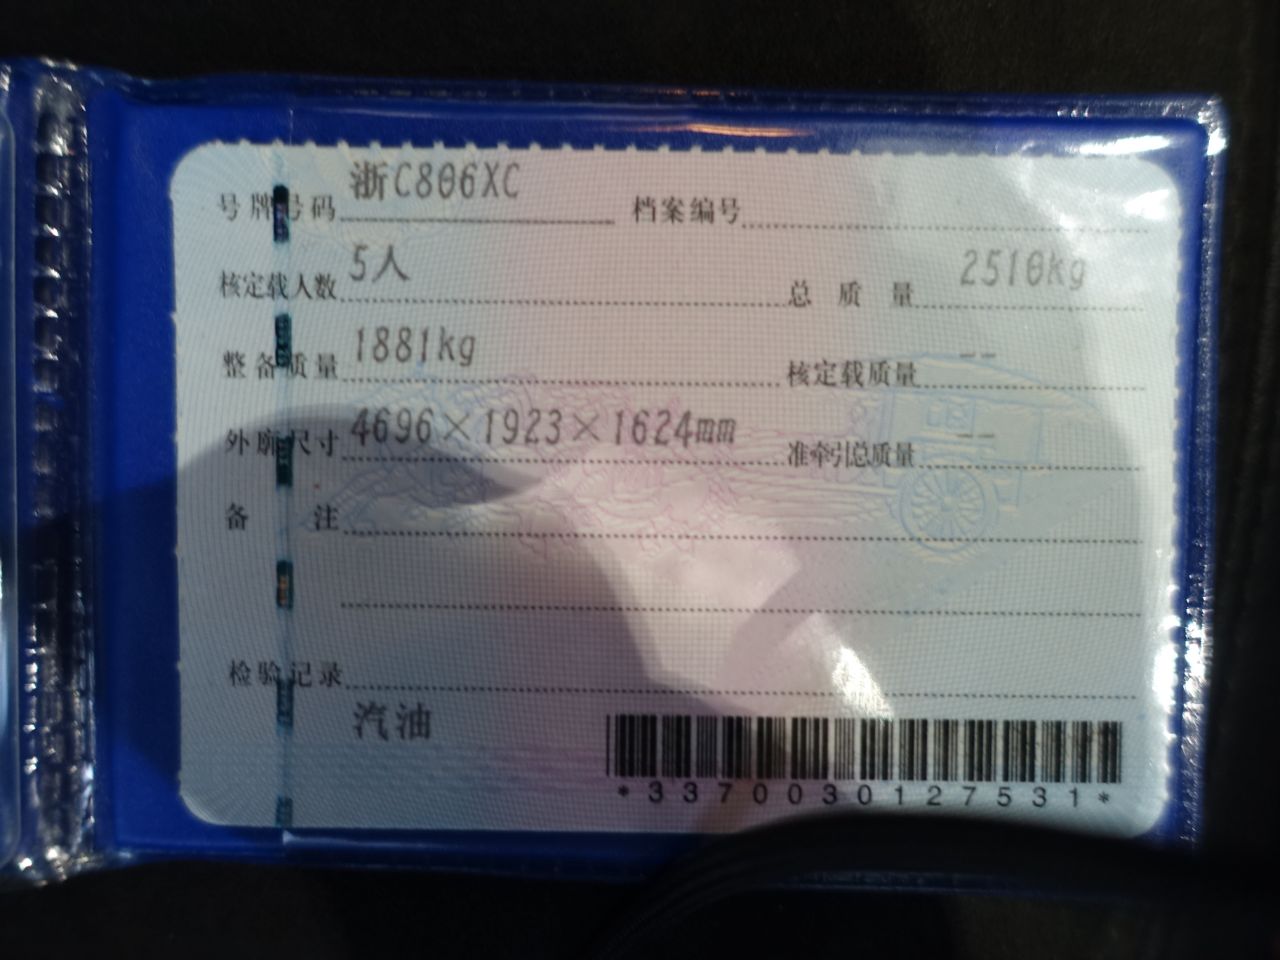 号牌号码 浙C806XC 档案编号
核定载人数 5人 总质量 2510kg
整备质量 1881kg 核定载质量 --
外廓尺寸 4696×1923×1624mm 准牵引总质量 --
备注
检验记录
汽油
*3370030127531*